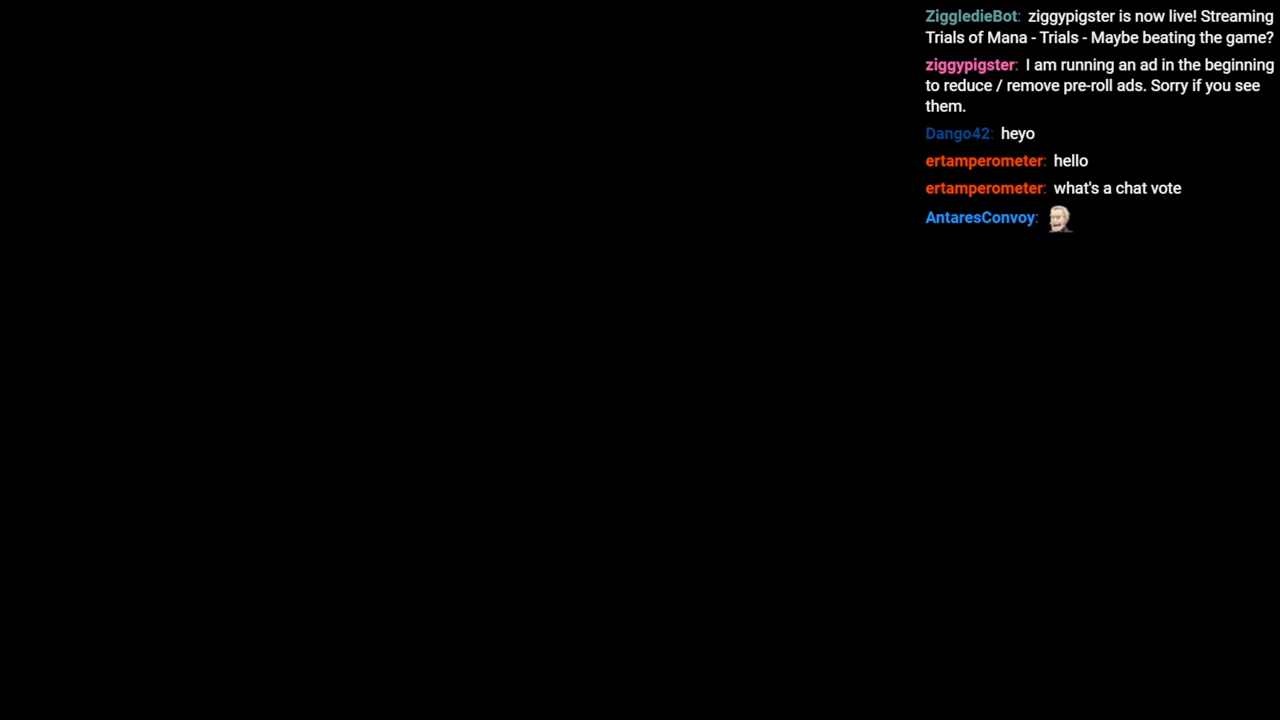 ZiggledieBot: ziggypigster is now live! Streaming
Trials of Mana - Trials - Maybe beating the game?
ziggypigster: I am running an ad in the beginning
to reduce / remove pre-roll ads. Sorry if you see
them.
Dango42: heyo
ertamperometer: hello
ertamperometer: what's a chat vote
AntaresConvoy: